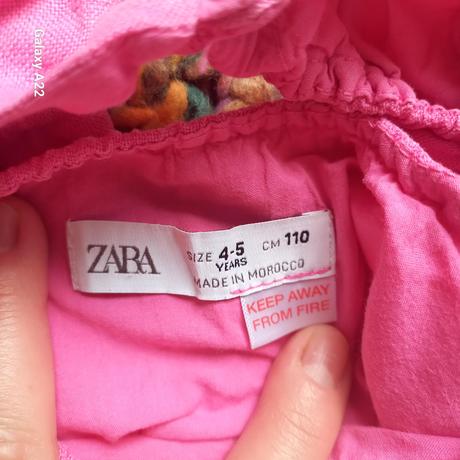 Galaxy A22
ZARA
SIZE 4-5 CM 110
YEARS
MADE IN MOROCCO
KEEP AWAY
FROM FIRE